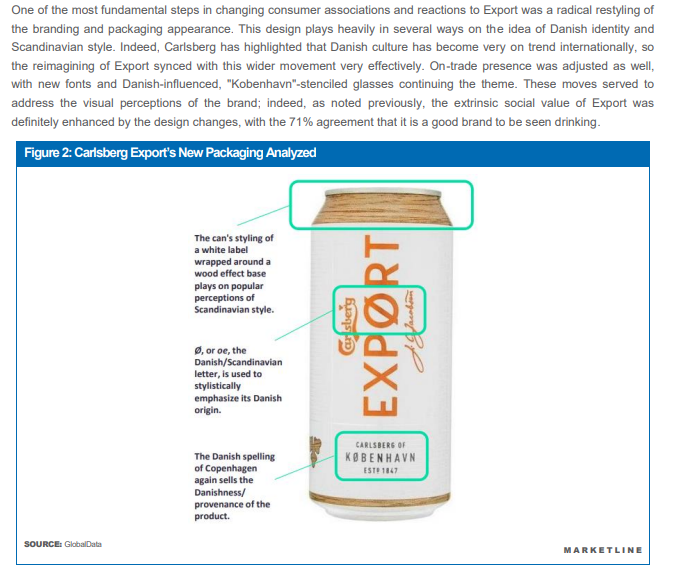 One of the most fundamental steps in changing consumer associations and reactions to Export was a radical restyling of
the branding and packaging appearance. This design plays heavily in several ways on the idea of Danish identity and
Scandinavian style. Indeed, Carlsberg has highlighted that Danish culture has become very on trend internationally, so
the reimagining of Export synced with this wider movement very effectively. On-trade presence was adjusted as well,
with new fonts and Danish-influenced, "Kobenhavn"-stenciled glasses continuing the theme. These moves served to
address the visual perceptions of the brand; indeed, as noted previously, the extrinsic social value of Export was
definitely enhanced by the design changes, with the 71% agreement that it is a good brand to be seen drinking.
Figure 2: Carlsberg Export's New Packaging Analyzed
The can's styling of
a white label
wrapped around a
wood effect base
plays on popular
perceptions of
Scandinavian style.
Ø, or oe, the
Danish/Scandinavian
letter, is used to
stylistically
emphasize its Danish
origin.
The Danish spelling
of Copenhagen
again sells the
Danishness/
provenance of the
product.
Carlsberg
EXPØRT
J.C. Jacobsen
CARLSBERG OF
KØBENHAVN
ESTD 1847
SOURCE: GlobalData
MARKETLINE